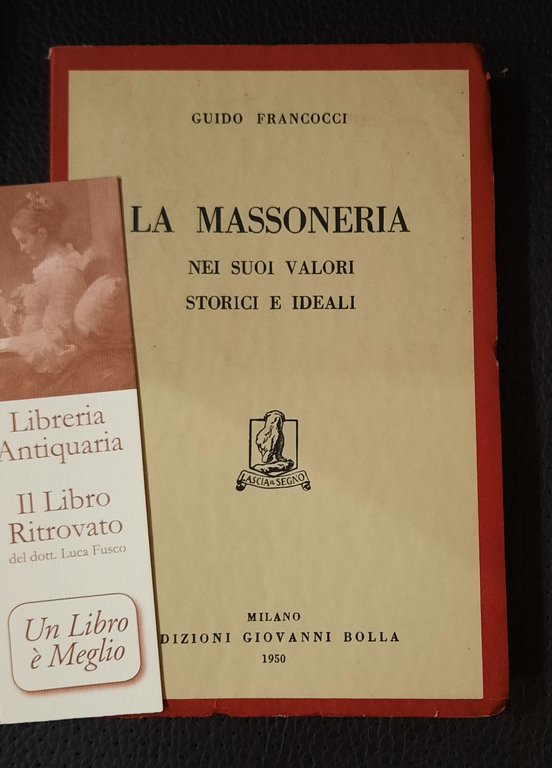 GUIDO FRANCOCCI
LA MASSONERIA
NEI SUOI VALORI
STORICI E IDEALI
LASCIA IL SEGNO
MILANO
DIZIONI GIOVANNI BOLLA
1950
Libreria
Antiquaria
Il Libro
Ritrovato
del dott. Luca Fusco
Un Libro
è Meglio